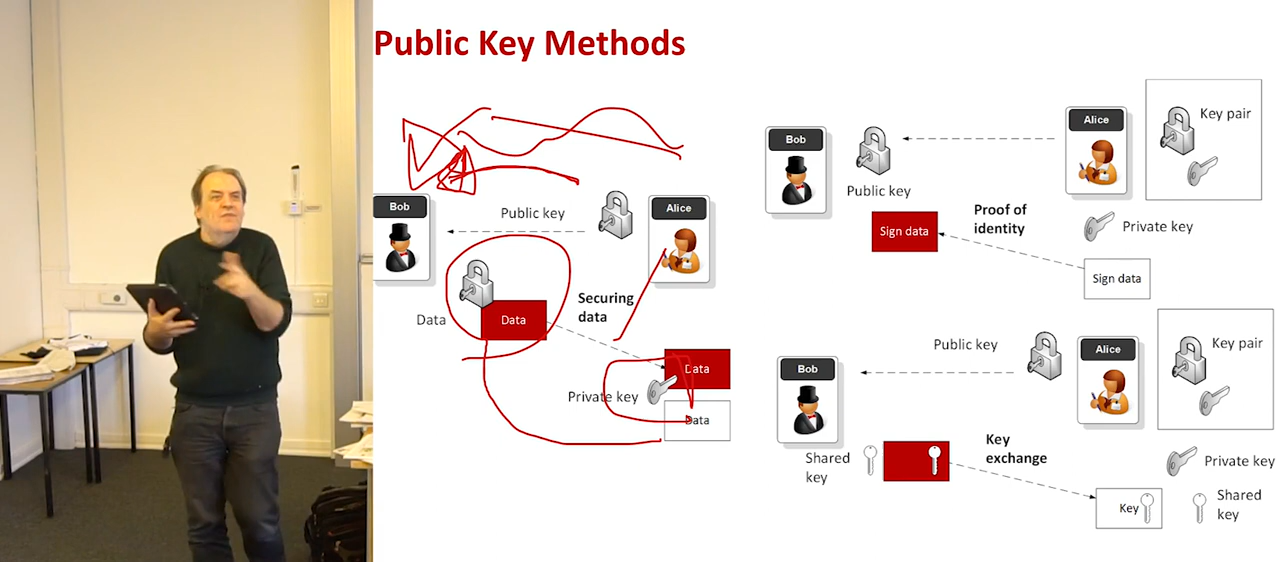 Public Key Methods
Bob
Public key
Alice
Data
Data
Securing
data
Data
Private key
Data
Bob
Public key
Alice
Key pair
Sign data
Proof of
identity
Private key
Sign data
Bob
Public key
Alice
Key pair
Shared
key
Key
exchange
Private key
Key
Shared
key